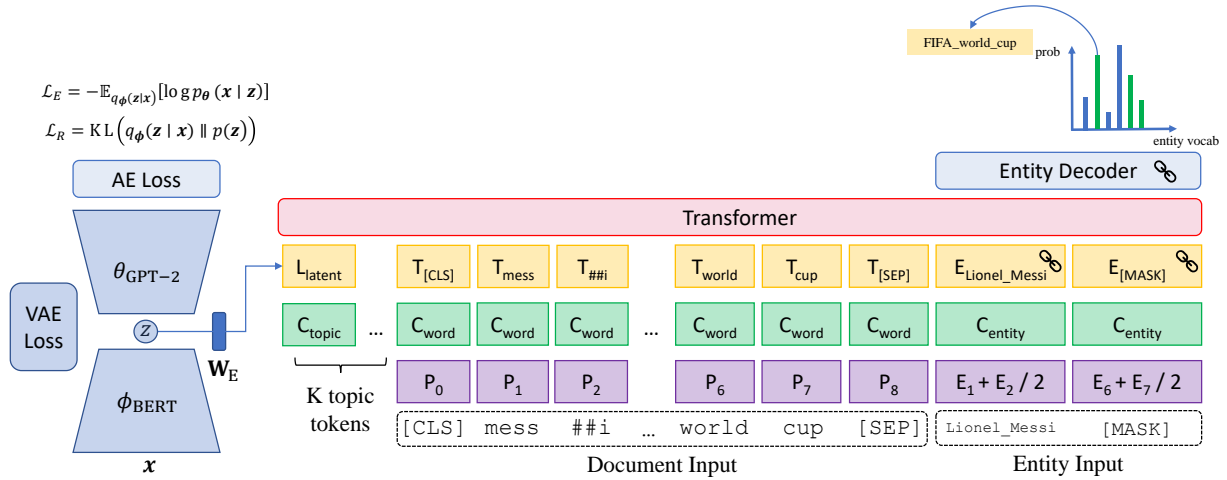 FIFA_world_cup
prob
entity vocab
ℒ_E = −𝔼_{q_ϕ(z|x)}[log p_θ (x | z)]
ℒ_R = KL(q_ϕ(z | x) ∥ p(z))
AE Loss
Entity Decoder
Transformer
θ_GPT−2
VAE Loss
z
W_E
ϕ_BERT
x
L_latent T_[CLS] T_mess T_##i T_world T_cup T_[SEP] E_Lionel_Messi E_[MASK]
C_topic ... C_word C_word C_word ... C_word C_word C_word C_entity C_entity
P_0 P_1 P_2 P_6 P_7 P_8 E_1 + E_2 / 2 E_6 + E_7 / 2
K topic
tokens
[CLS] mess ##i ... world cup [SEP] Lionel_Messi [MASK]
Document Input Entity Input